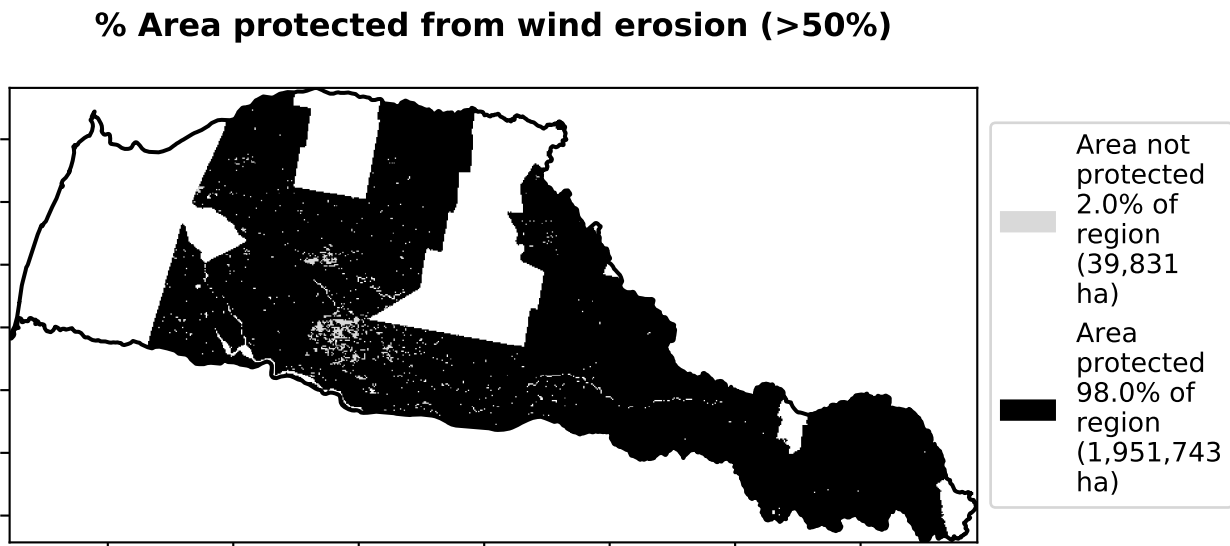 % Area protected from wind erosion (>50%)
Area not
protected
2.0% of
region
(39,831
ha)
Area
protected
98.0% of
region
(1,951,743
ha)